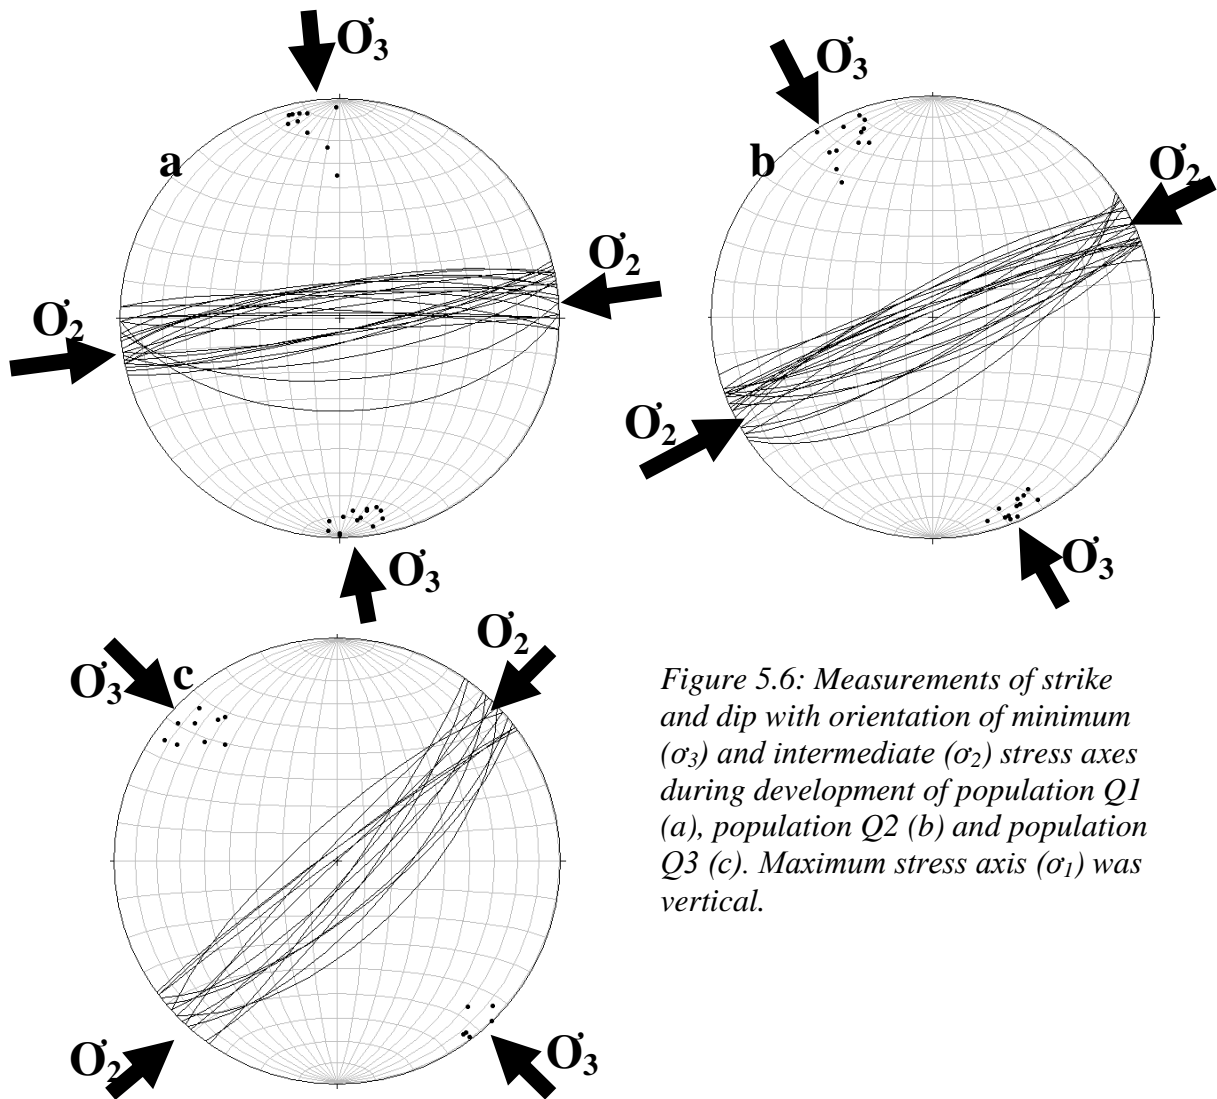 σ3
a
σ2
σ2
σ3
σ3
b
σ2
σ2
σ3
σ3
c
σ2
σ2
σ3
Figure 5.6: Measurements of strike
and dip with orientation of minimum
(σ3) and intermediate (σ2) stress axes
during development of population Q1
(a), population Q2 (b) and population
Q3 (c). Maximum stress axis (σ1) was
vertical.